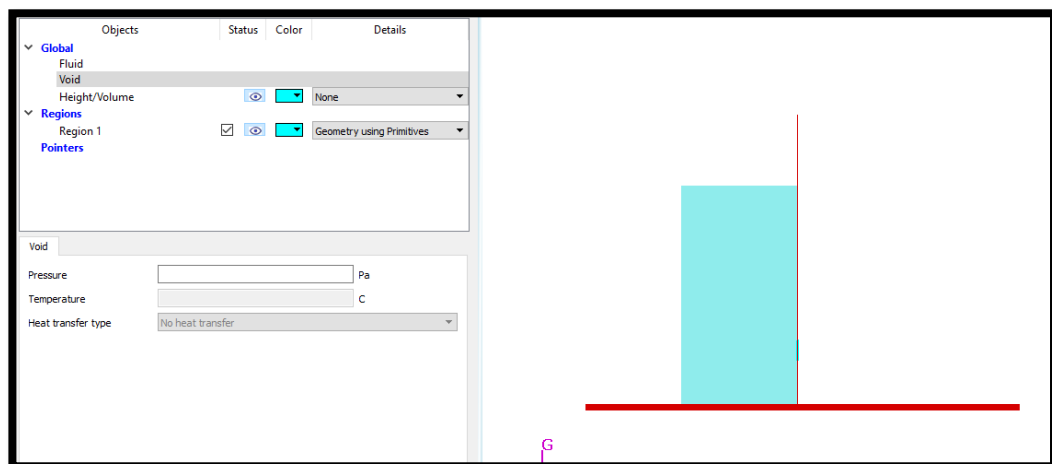 Objects Status Color Details
Global
Fluid
Void
Height/Volume None
Regions
Region 1 Geometry using Primitives
Pointers
Void
Pressure Pa
Temperature C
Heat transfer type No heat transfer
G